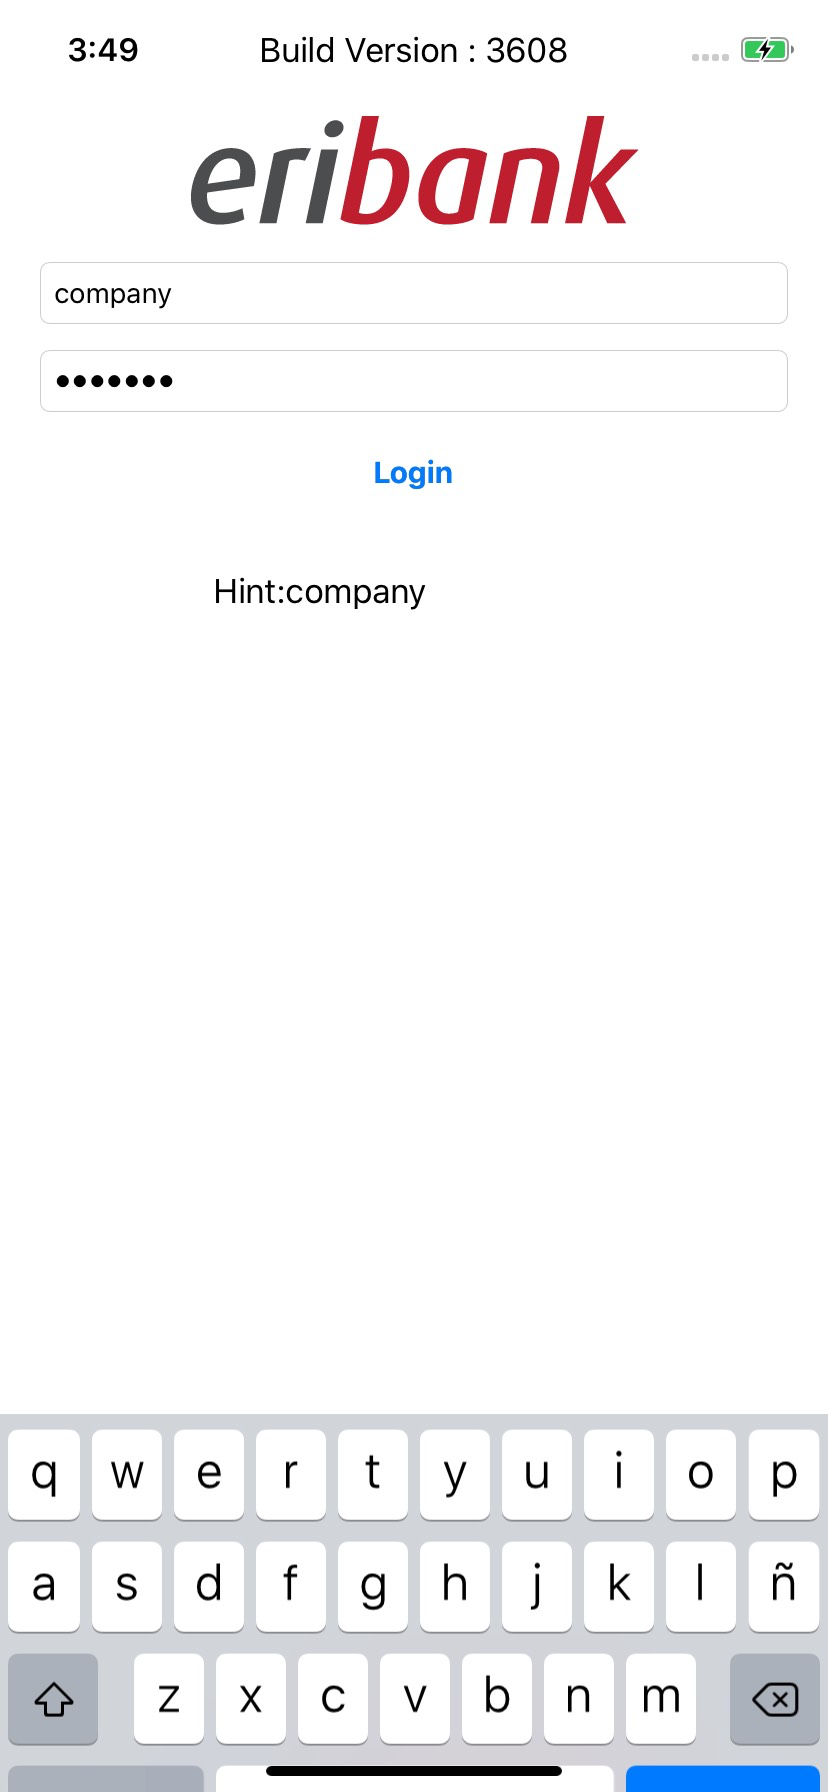 3:49 Build Version : 3608
eribank
company
•••••••
Login
Hint:company
q w e r t y u i o p
a s d f g h j k l ñ
z x c v b n m